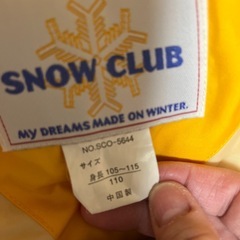 SNOW CLUB
MY DREAMS MADE ON WINTER.
NO.SCO-5644
サイズ
身長 105～115
110
中国製